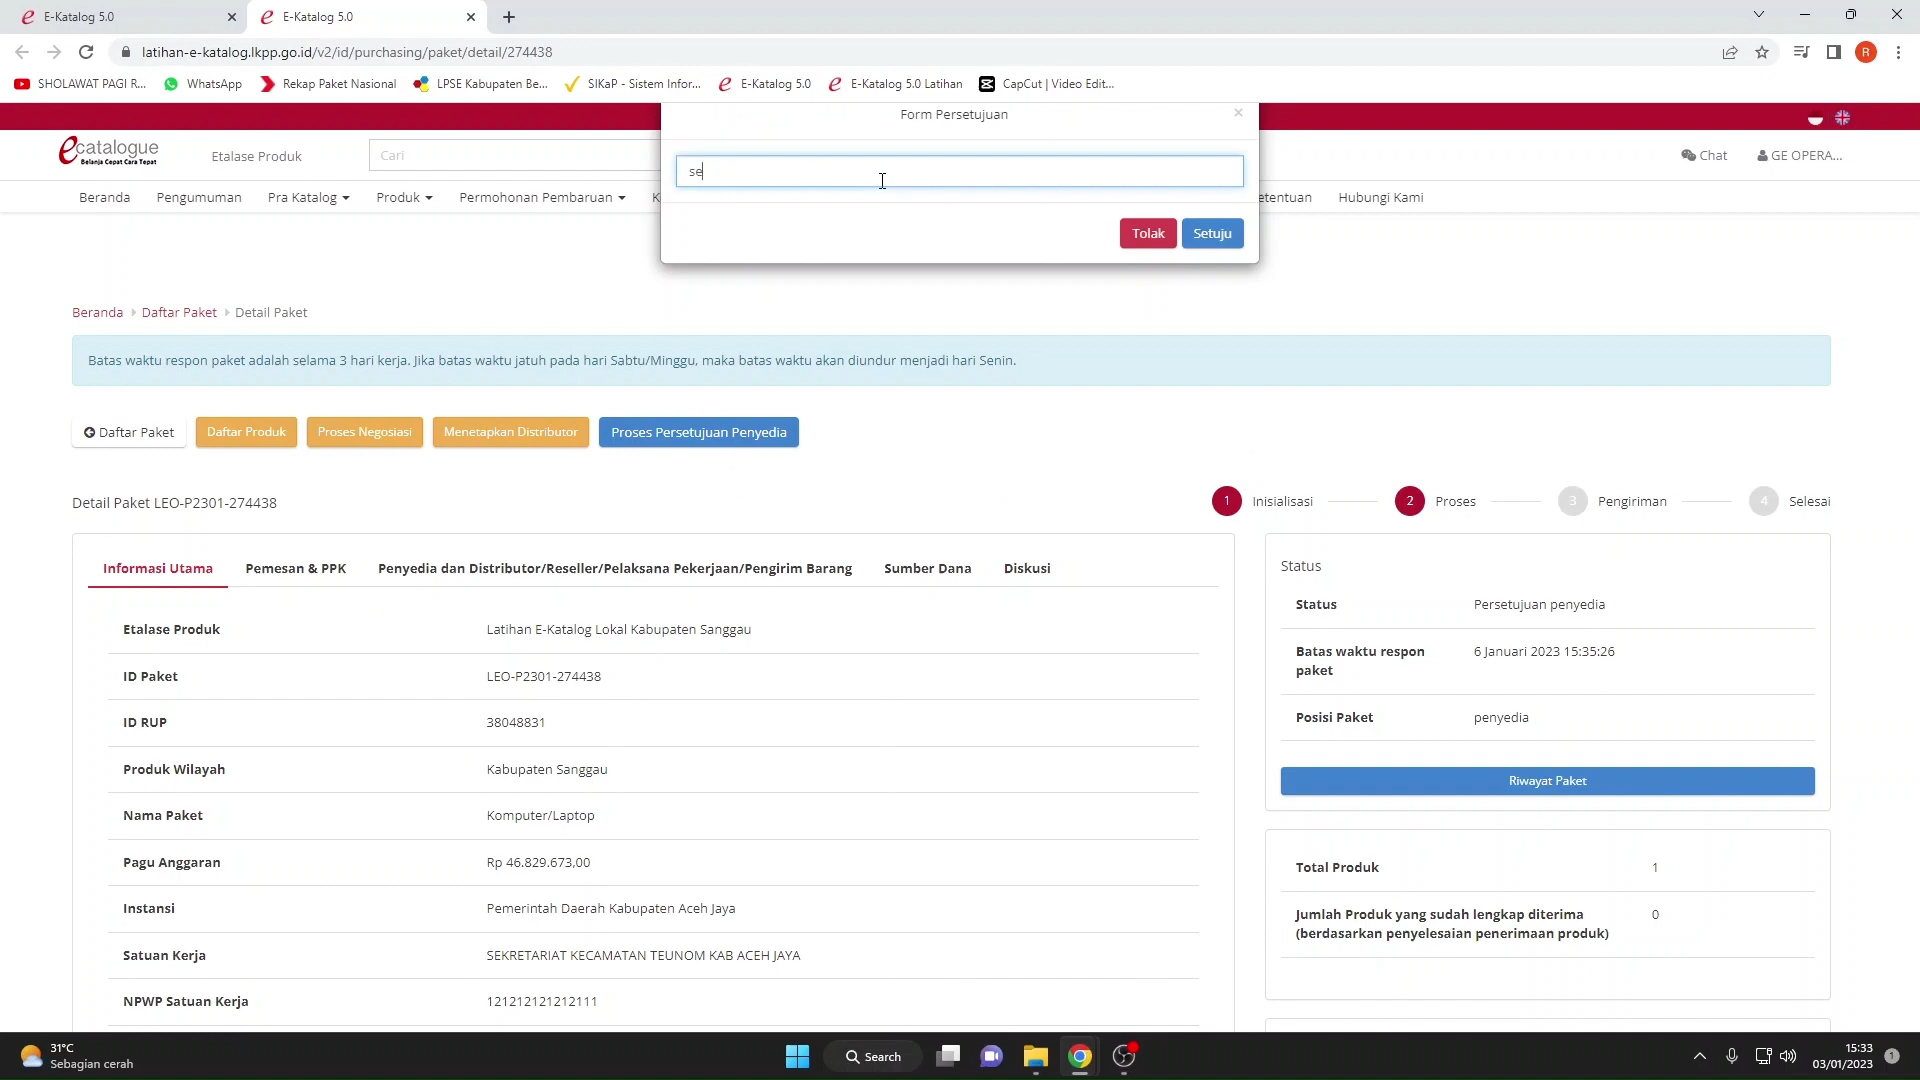 E-Katalog 5.0
E-Katalog 5.0
latihan-e-katalog.lkpp.go.id/v2/id/purchasing/paket/detail/274438
R
SHOLAWAT PAGI R...
WhatsApp
Rekap Paket Nasional
LPSE Kabupaten Be...
SIKaP - Sistem Infor...
E-Katalog 5.0
E-Katalog 5.0 Latihan
CapCut | Video Edit...
Form Persetujuan
×
se
Tolak
Setuju
ecatalogue
Belanja Cepat Cara Tepat
Etalase Produk
Cari
Chat
GE OPERA...
Beranda
Pengumuman
Pra Katalog
Produk
Permohonan Pembaruan
K
etentuan
Hubungi Kami
Beranda
Daftar Paket
Detail Paket
Batas waktu respon paket adalah selama 3 hari kerja. Jika batas waktu jatuh pada hari Sabtu/Minggu, maka batas waktu akan diundur menjadi hari Senin.
Daftar Paket
Daftar Produk
Proses Negosiasi
Menetapkan Distributor
Proses Persetujuan Penyedia
Detail Paket LEO-P2301-274438
1 Inisialisasi
2 Proses
3 Pengiriman
4 Selesai
Informasi Utama
Pemesan & PPK
Penyedia dan Distributor/Reseller/Pelaksana Pekerjaan/Pengirim Barang
Sumber Dana
Diskusi
Etalase Produk Latihan E-Katalog Lokal Kabupaten Sanggau
ID Paket LEO-P2301-274438
ID RUP 38048831
Produk Wilayah Kabupaten Sanggau
Nama Paket Komputer/Laptop
Pagu Anggaran Rp 46.829.673,00
Instansi Pemerintah Daerah Kabupaten Aceh Jaya
Satuan Kerja SEKRETARIAT KECAMATAN TEUNOM KAB ACEH JAYA
NPWP Satuan Kerja 121212121212111
Status
Status Persetujuan penyedia
Batas waktu respon 6 Januari 2023 15:35:26
paket
Posisi Paket penyedia
Riwayat Paket
Total Produk 1
Jumlah Produk yang sudah lengkap diterima 0
(berdasarkan penyelesaian penerimaan produk)
31°C
Sebagian cerah
Search
15:33
03/01/2023
1